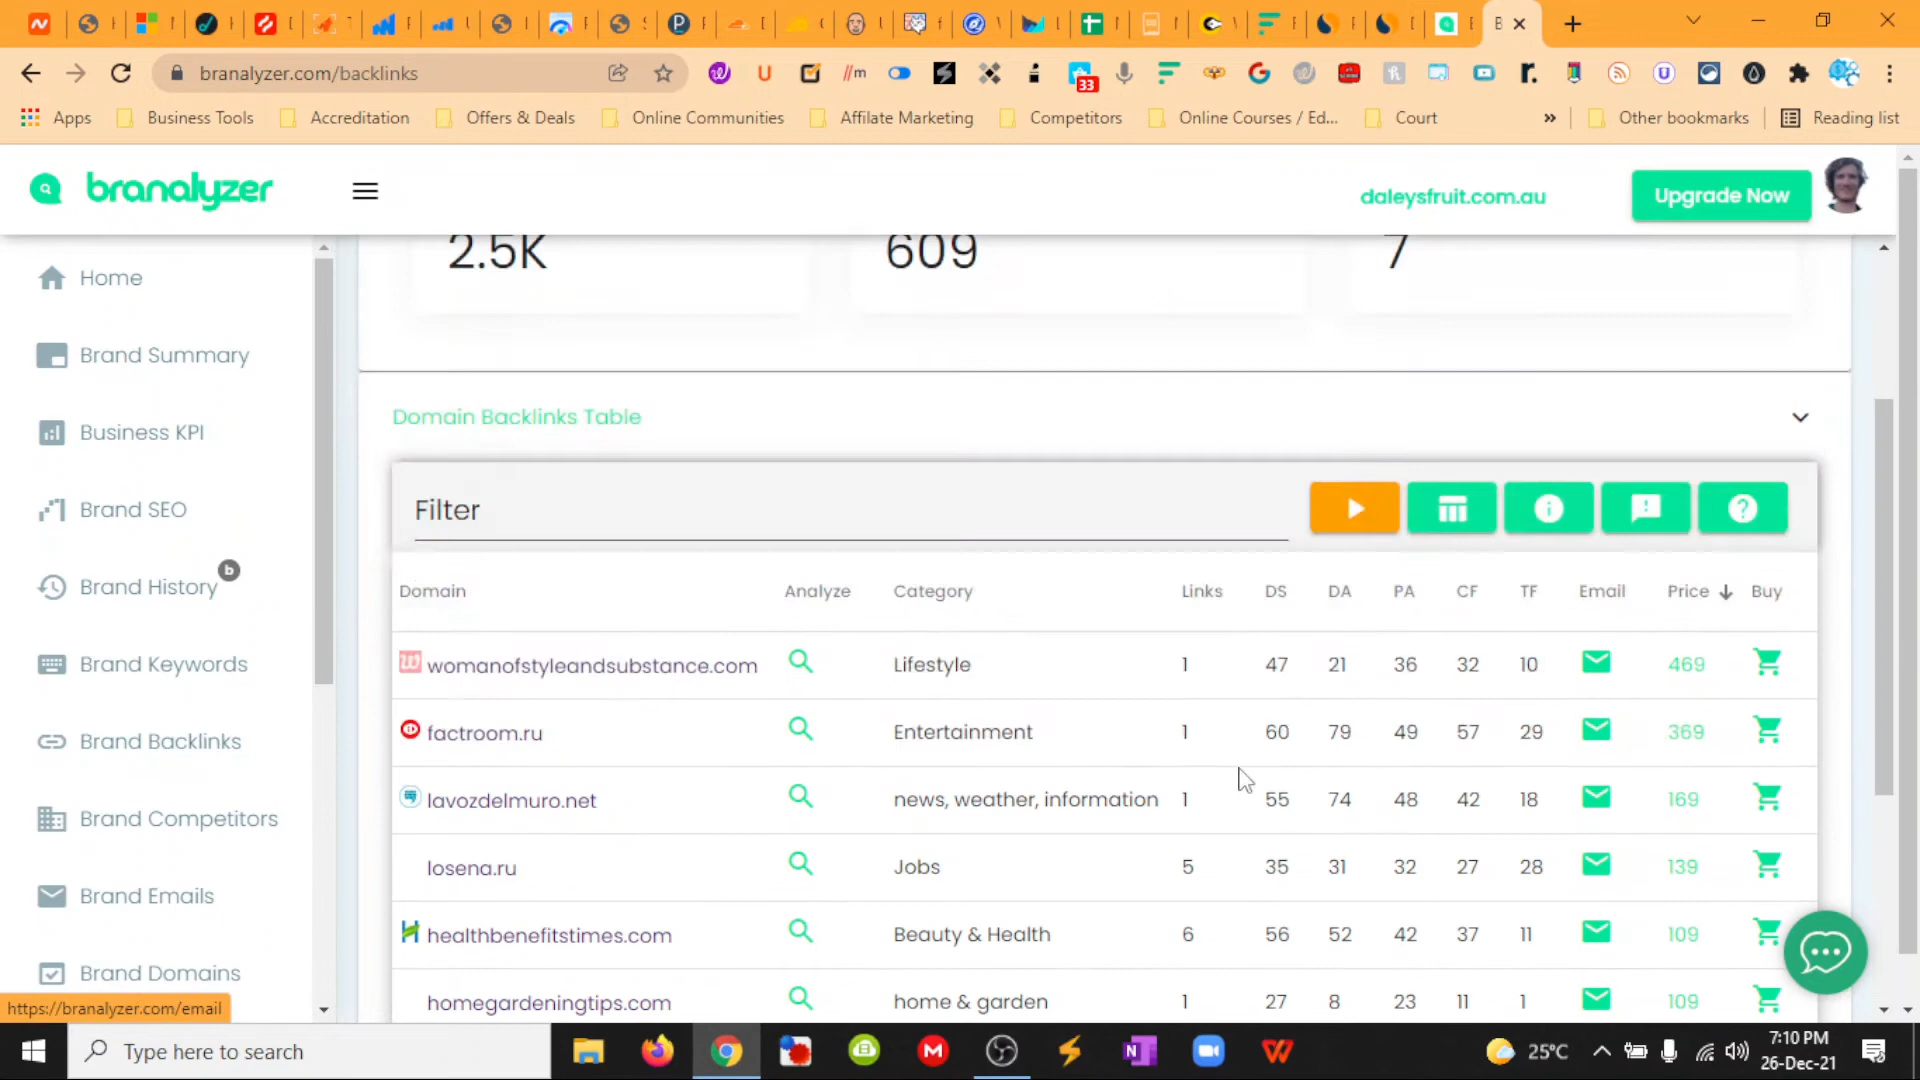 branalyzer.com/backlinks
33
Apps
Business Tools
Accreditation
Offers & Deals
Online Communities
Affilate Marketing
Competitors
Online Courses / Ed...
Court
»
Other bookmarks
Reading list
branalyzer
daleysfruit.com.au
Upgrade Now
2.5K
609
7
Home
Brand Summary
Business KPI
Brand SEO
Brand History
b
Brand Keywords
Brand Backlinks
Brand Competitors
Brand Emails
Brand Domains
Domain Backlinks Table
Filter
Domain Analyze Category Links DS DA PA CF TF Email Price Buy
womanofstyleandsubstance.com Lifestyle 1 47 21 36 32 10 469
factroom.ru Entertainment 1 60 79 49 57 29 369
lavozdelmuro.net news, weather, information 1 55 74 48 42 18 169
losena.ru Jobs 5 35 31 32 27 28 139
healthbenefitstimes.com Beauty & Health 6 56 52 42 37 11 109
homegardeningtips.com home & garden 1 27 8 23 11 1 109
https://branalyzer.com/email
Type here to search
25°C
7:10 PM
26-Dec-21